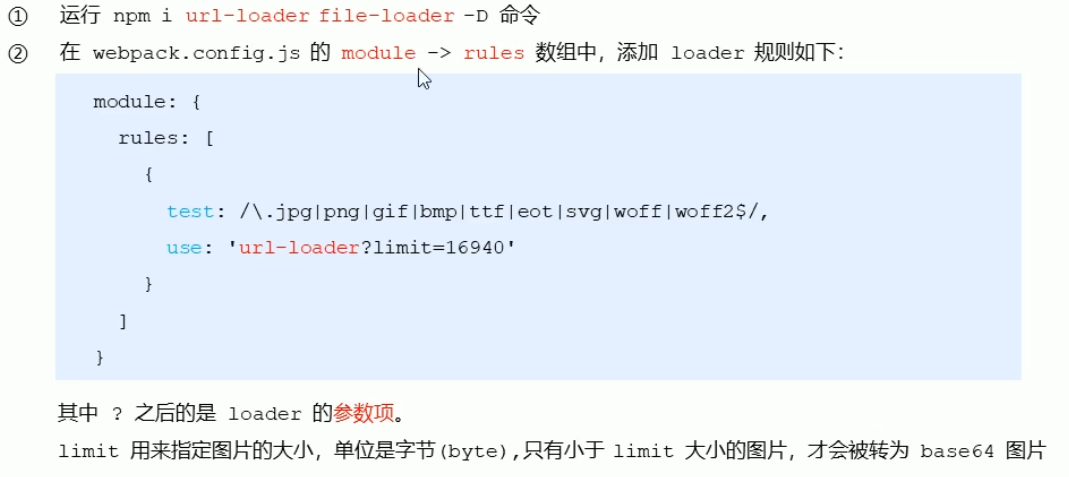 ① 运行 npm i url-loader file-loader -D 命令
② 在 webpack.config.js 的 module -> rules 数组中，添加 loader 规则如下：
module: {
rules: [
{
test: /\.jpg|png|gif|bmp|ttf|eot|svg|woff|woff2$/,
use: 'url-loader?limit=16940'
}
]
}
其中 ? 之后的是 loader 的参数项。
limit 用来指定图片的大小，单位是字节(byte),只有小于 limit 大小的图片，才会被转为 base64 图片